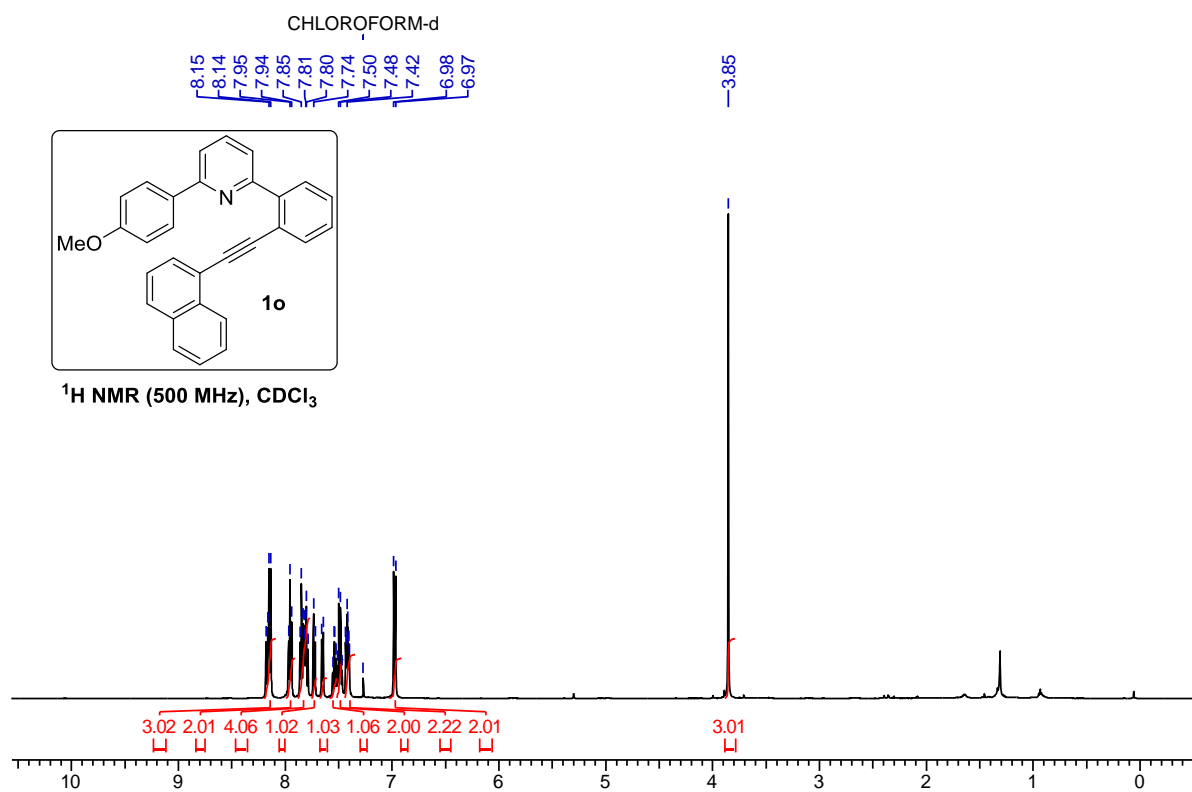 CHLOROFORM-d
8.15 8.14 7.95 7.94 7.85 7.81 7.80 7.74 7.50 7.48 7.42 6.98 6.97 3.85
N
MeO
1o
¹H NMR (500 MHz), CDCl₃
3.02 2.01 4.06 1.02 1.03 1.06 2.00 2.22 2.01 3.01
10 9 8 7 6 5 4 3 2 1 0